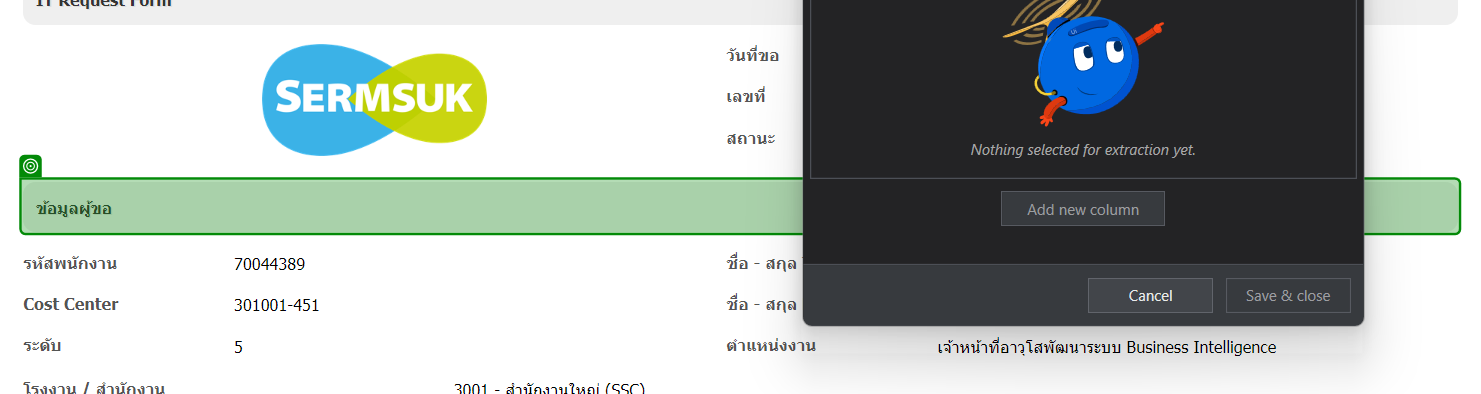 IT Request Form
SERMSUK
วันที่ขอ
เลขที่
สถานะ
UI
Nothing selected for extraction yet.
Add new column
ข้อมูลผู้ขอ
รหัสพนักงาน 70044389 ชื่อ - สกุล
Cost Center 301001-451 ชื่อ - สกุล
Cancel Save & close
ระดับ 5 ตำแหน่งงาน เจ้าหน้าที่อาวุโสพัฒนาระบบ Business Intelligence
โรงงาน / สำนักงาน 3001 - สำนักงานใหญ่ (SSC)